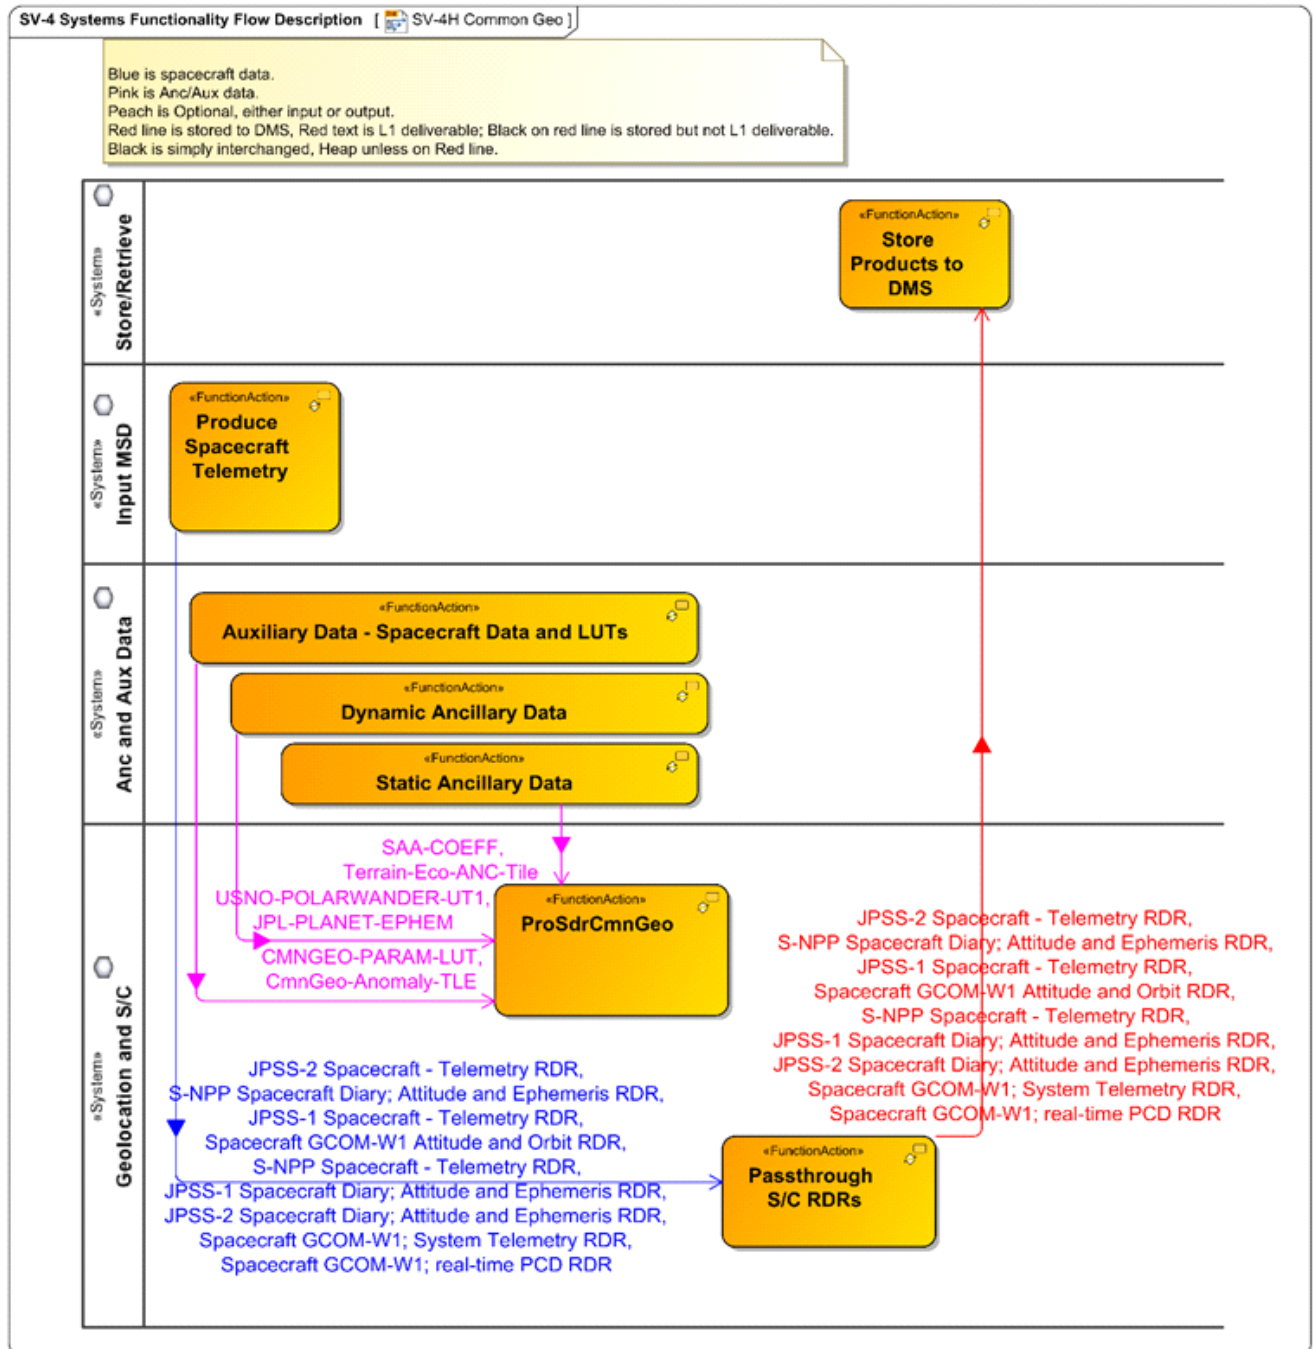 SV-4 Systems Functionality Flow Description [ SV-4H Common Geo ]
Blue is spacecraft data.
Pink is Anc/Aux data.
Peach is Optional, either input or output.
Red line is stored to DMS, Red text is L1 deliverable; Black on red line is stored but not L1 deliverable.
Black is simply interchanged, Heap unless on Red line.
«System»
Store/Retrieve
«FunctionAction»
Store
Products to
DMS
«System»
Input MSD
«FunctionAction»
Produce
Spacecraft
Telemetry
«System»
Anc and Aux Data
«FunctionAction»
Auxiliary Data - Spacecraft Data and LUTs
«FunctionAction»
Dynamic Ancillary Data
«FunctionAction»
Static Ancillary Data
«System»
Geolocation and S/C
SAA-COEFF,
Terrain-Eco-ANC-Tile
USNO-POLARWANDER-UT1,
JPL-PLANET-EPHEM
CMNGEO-PARAM-LUT,
CmnGeo-Anomaly-TLE
«FunctionAction»
ProSdrCmnGeo
JPSS-2 Spacecraft - Telemetry RDR,
S-NPP Spacecraft Diary; Attitude and Ephemeris RDR,
JPSS-1 Spacecraft - Telemetry RDR,
Spacecraft GCOM-W1 Attitude and Orbit RDR,
S-NPP Spacecraft - Telemetry RDR,
JPSS-1 Spacecraft Diary; Attitude and Ephemeris RDR,
JPSS-2 Spacecraft Diary; Attitude and Ephemeris RDR,
Spacecraft GCOM-W1; System Telemetry RDR,
Spacecraft GCOM-W1; real-time PCD RDR
JPSS-2 Spacecraft - Telemetry RDR,
S-NPP Spacecraft Diary; Attitude and Ephemeris RDR,
JPSS-1 Spacecraft - Telemetry RDR,
Spacecraft GCOM-W1 Attitude and Orbit RDR,
S-NPP Spacecraft - Telemetry RDR,
JPSS-1 Spacecraft Diary; Attitude and Ephemeris RDR,
JPSS-2 Spacecraft Diary; Attitude and Ephemeris RDR,
Spacecraft GCOM-W1; System Telemetry RDR,
Spacecraft GCOM-W1; real-time PCD RDR
«FunctionAction»
Passthrough
S/C RDRs